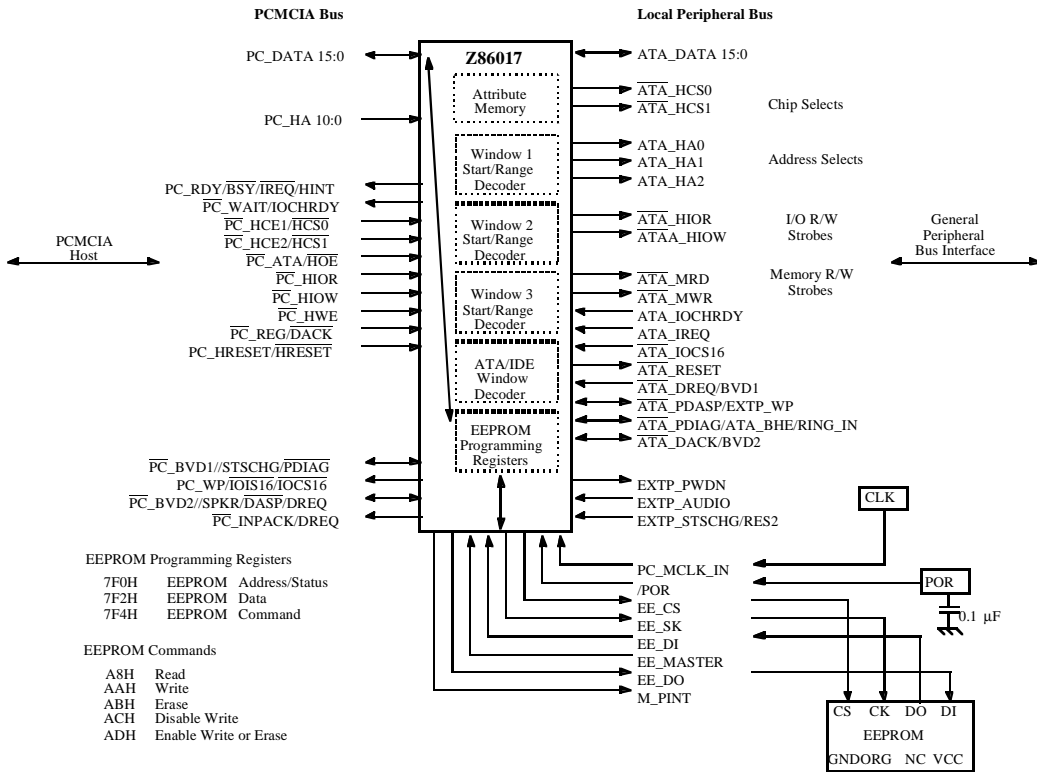 PCMCIA Bus
Local Peripheral Bus
Z86017
PC_DATA 15:0
PC_HA 10:0
PC_RDY/BSY/IREQ/HINT
PC_WAIT/IOCHRDY
PC_HCE1/HCS0
PC_HCE2/HCS1
PC_ATA/HOE
PC_HIOR
PC_HIOW
PC_HWE
PC_REG/DACK
PC_HRESET/HRESET
PCMCIA
Host
PC_BVD1//STSCHG/PDIAG
PC_WP/IOIS16/IOCS16
PC_BVD2//SPKR/DASP/DREQ
PC_INPACK/DREQ
Attribute
Memory
Window 1
Start/Range
Decoder
Window 2
Start/Range
Decoder
Window 3
Start/Range
Decoder
ATA/IDE
Window
Decoder
EEPROM
Programming
Registers
ATA_DATA 15:0
ATA_HCS0
ATA_HCS1
Chip Selects
ATA_HA0
ATA_HA1
ATA_HA2
Address Selects
ATA_HIOR
ATAA_HIOW
I/O R/W
Strobes
ATA_MRD
ATA_MWR
Memory R/W
Strobes
ATA_IOCHRDY
ATA_IREQ
ATA_IOCS16
ATA_RESET
ATA_DREQ/BVD1
ATA_PDASP/EXTP_WP
ATA_PDIAG/ATA_BHE/RING_IN
ATA_DACK/BVD2
General
Peripheral
Bus Interface
EXTP_PWDN
EXTP_AUDIO
EXTP_STSCHG/RES2
CLK
PC_MCLK_IN
/POR
EE_CS
EE_SK
EE_DI
EE_MASTER
EE_DO
M_PINT
POR
0.1 µF
CS CK DO DI
EEPROM
GNDORG NC VCC
EEPROM Programming Registers
7F0H EEPROM Address/Status
7F2H EEPROM Data
7F4H EEPROM Command
EEPROM Commands
A8H Read
AAH Write
ABH Erase
ACH Disable Write
ADH Enable Write or Erase